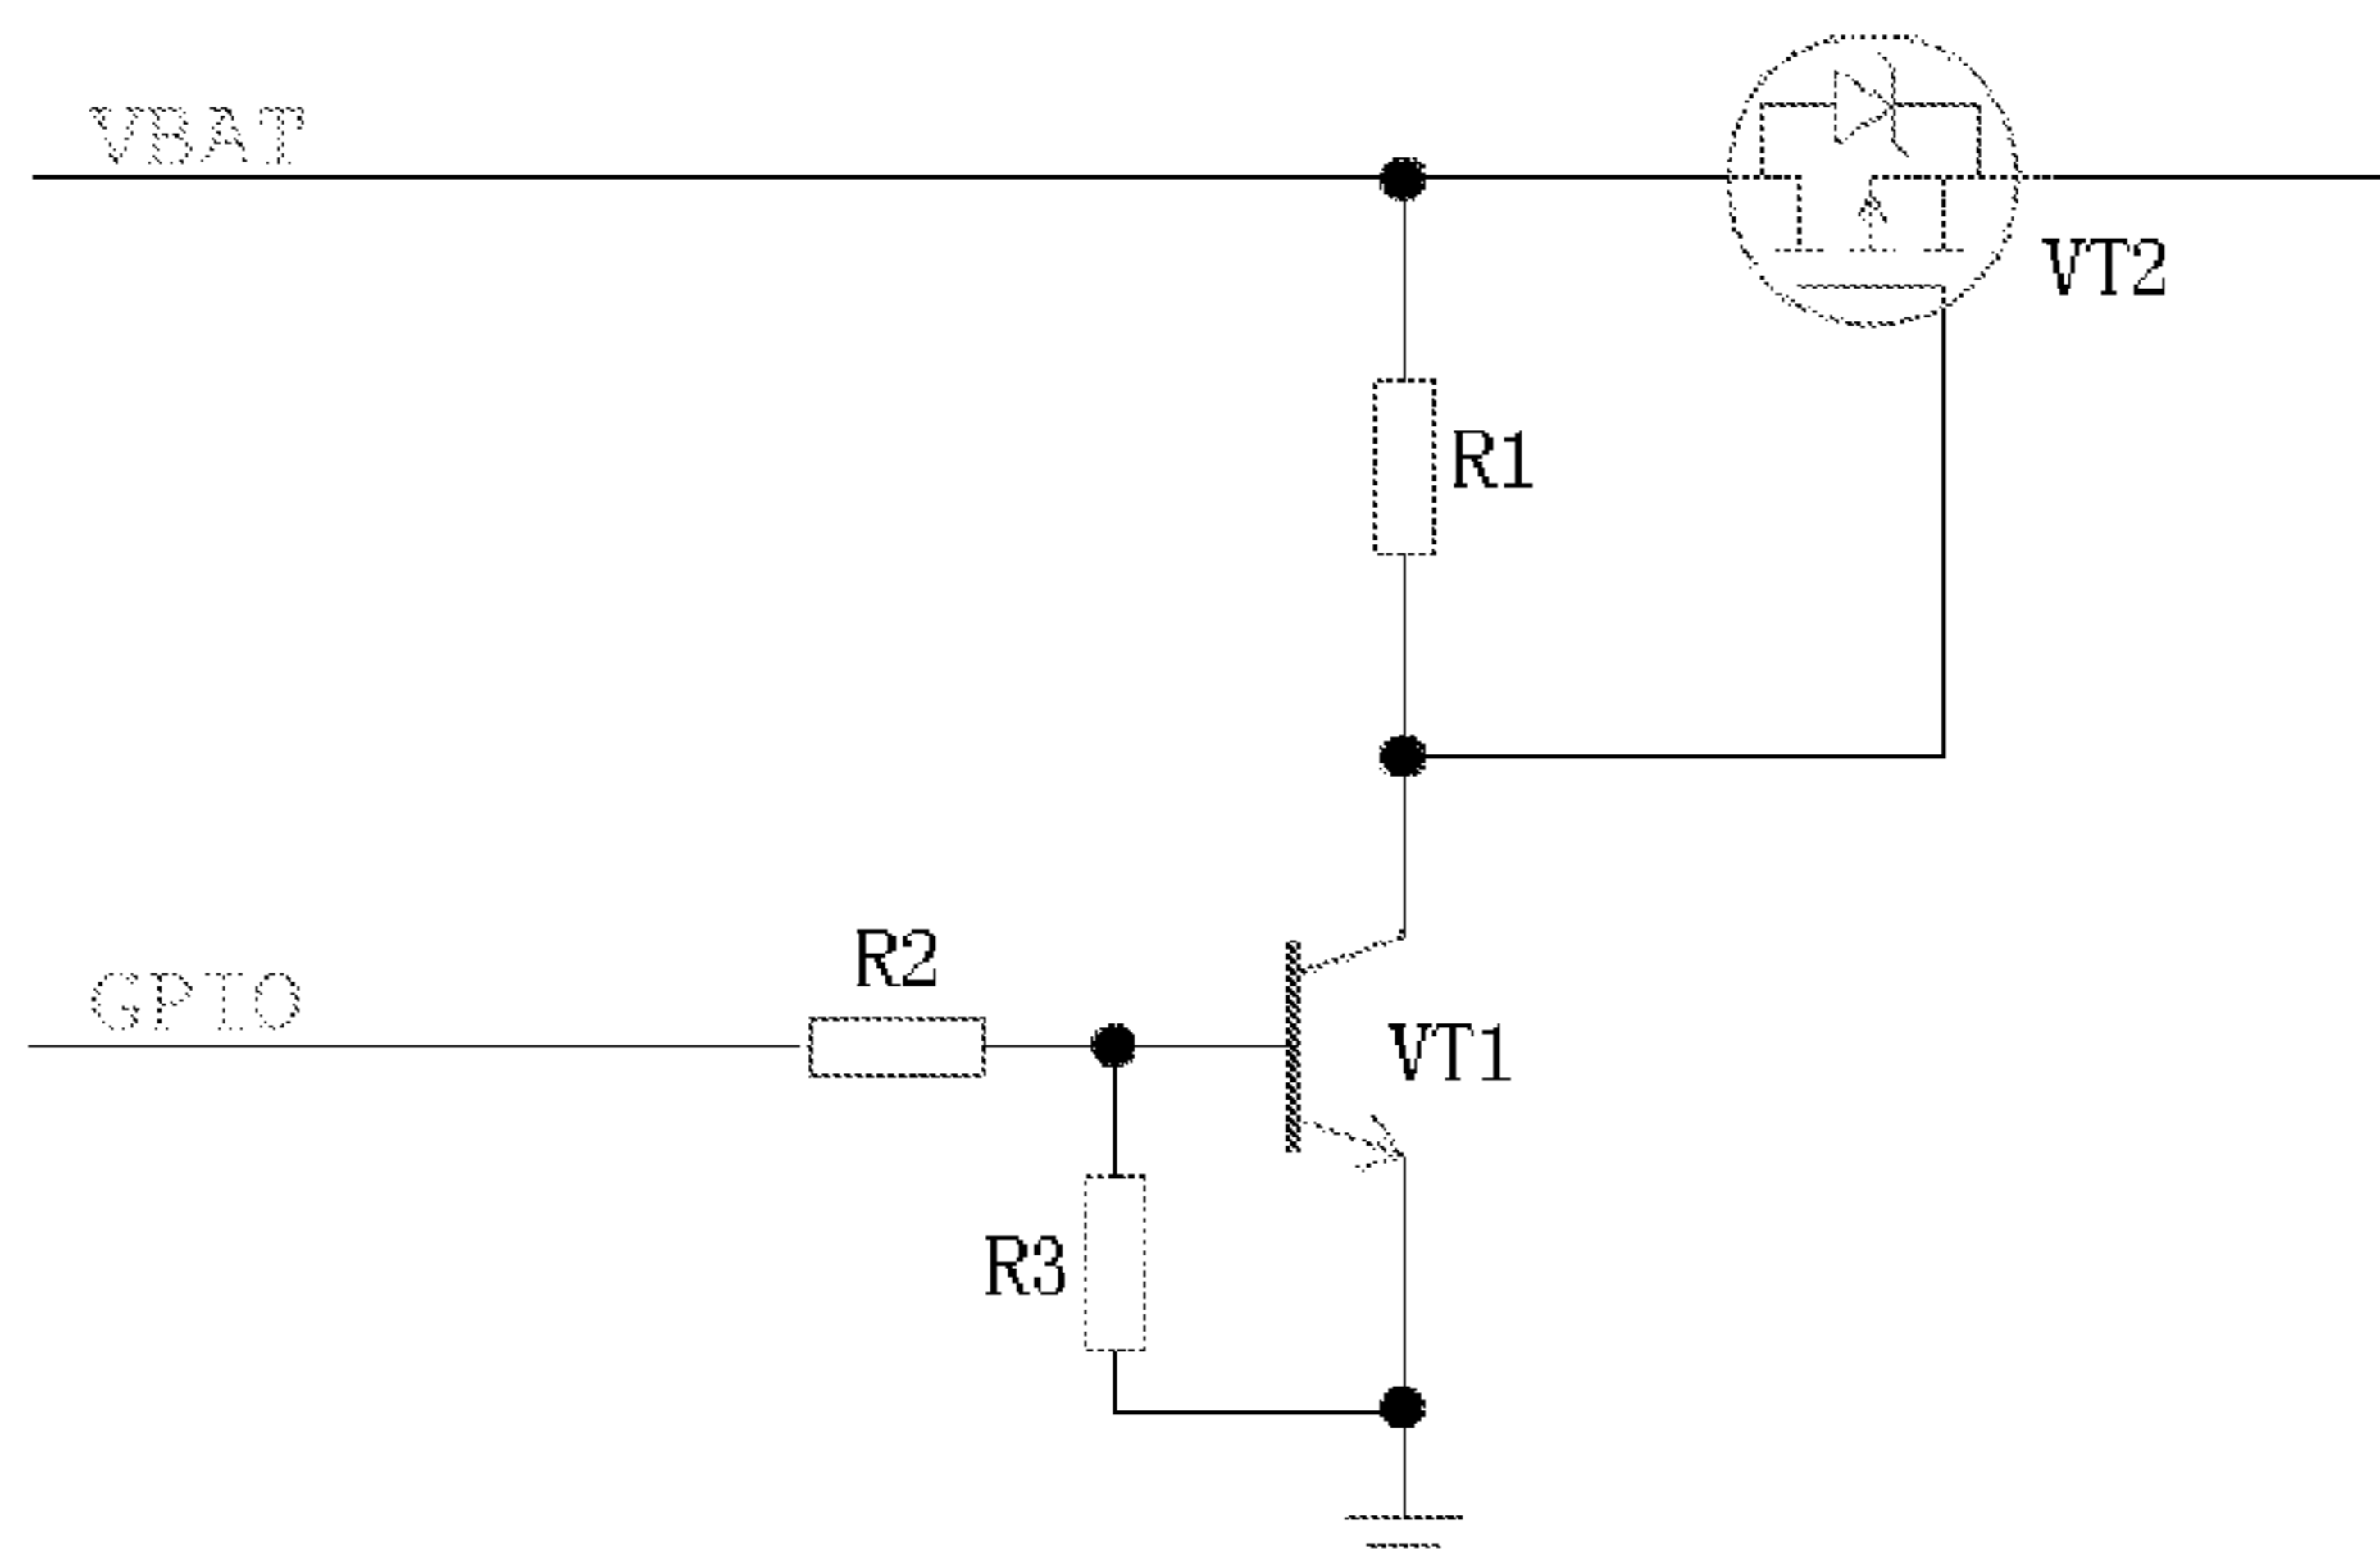 VBAT
VT2
R1
R2
GPIO
VT1
R3